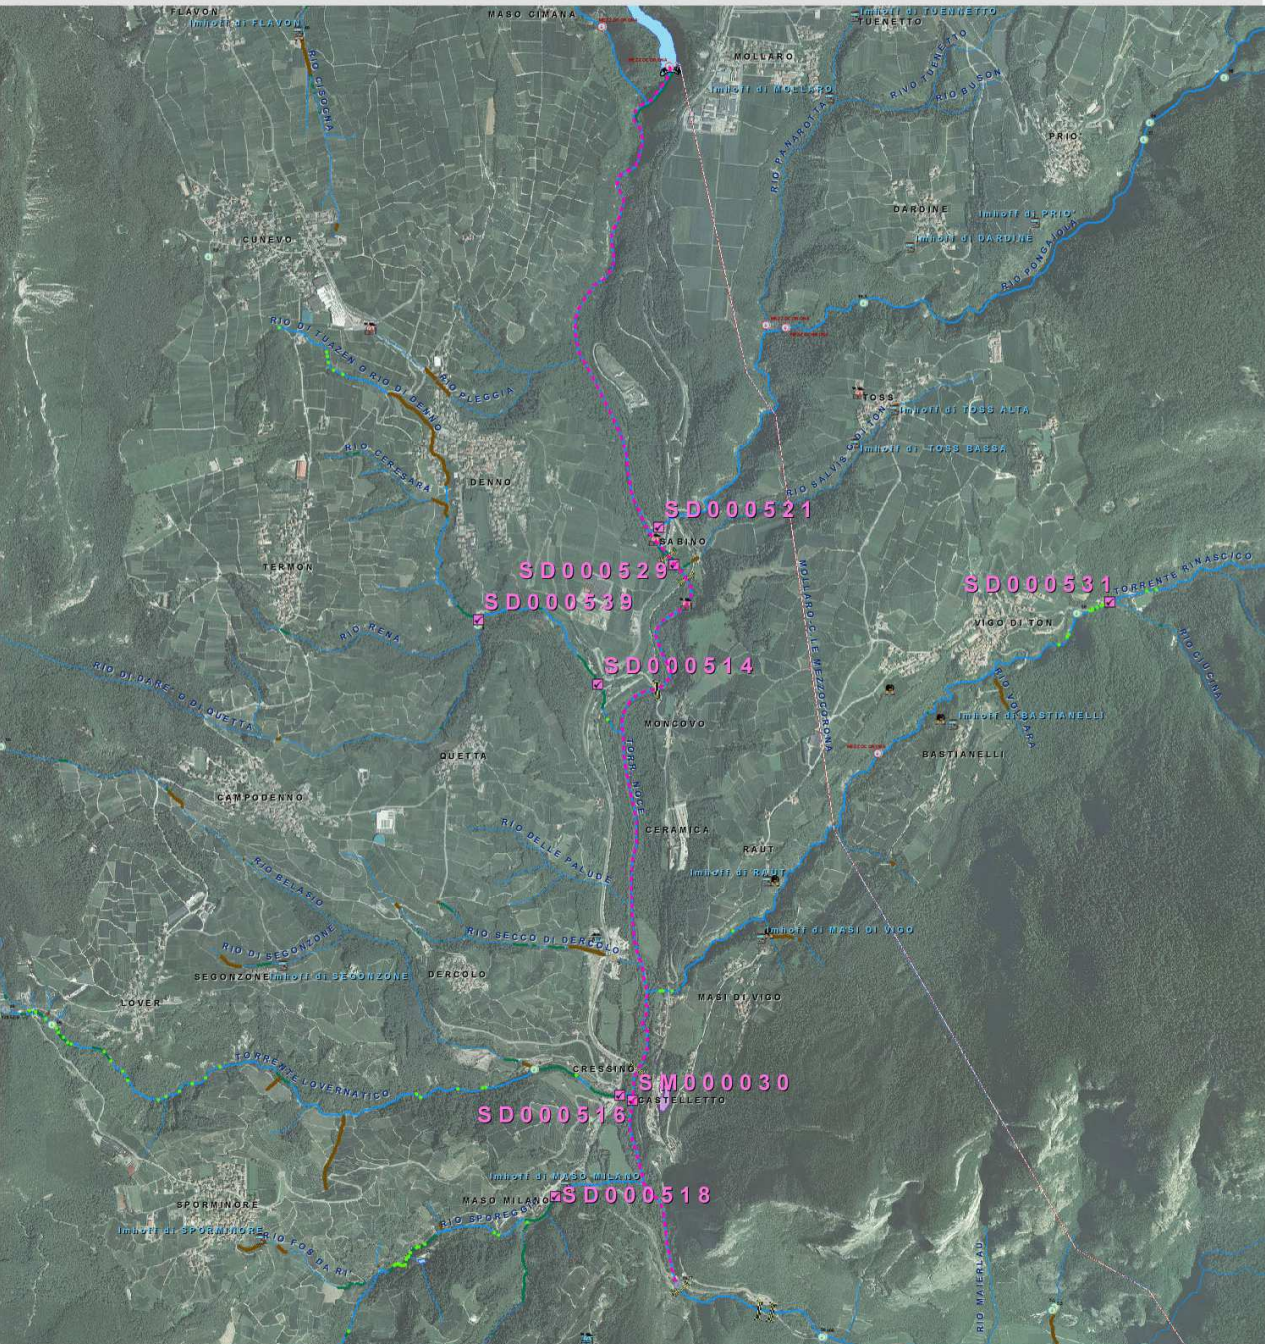 FLAVON
Imhoff di FLAVON
MASO CIMANA
Imhoff di TUENNETTO
TUENETTO
MOLLARO
Imhoff di MOLLARO
RIO CISOGNA
RIVO TUENETTO
RIO BUSON
RIO PANAROTTA
PRIO'
DARDINE
Imhoff di PRIO'
Imhoff di DARDINE
CUNEVO
RIO PONGAIOLA
RIO DI TUAZEN O RIO DI DENNO
RIO PLEGGIA
TOSS
Imhoff di TOSS ALTA
Imhoff di TOSS BASSA
RIO CERESARA
DENNO
RIO SALVIS O DI TON
SD000521
SABINO
TERMON
SD000529
SD000531
TORRENTE RINASCICO
SD000539
VIGO DI TON
RIO RENA
MOLLARO C.LE MEZZOCORONA
RIO GIUCINA
SD000514
RIO DI DARE' O DI QUETTA
MONCOVO
Imhoff di BASTIANELLI
QUETTA
TORR. NOCE
BASTIANELLI
CAMPODENNO
CERAMICA
RIO DELLE PALUDE
RAUT
Imhoff di RAUT
RIO BELASIO
RIO SECCO DI DERCOLO
Imhoff di MASI DI VIGO
RIO DI SEGONZONE
SEGONZONE
Imhoff di SEGONZONE
DERCOLO
LOVER
MASI DI VIGO
TORRENTE LOVERNATICO
CRESSINO
SM000030
CASTELLETTO
SD000516
Imhoff di MASO MILANO
SPORMINORE
MASO MILANO
SD000518
RIO SPOREGGIO
Imhoff di SPORMINORE
RIO FOS DA RI'
RIO MAIERLAU